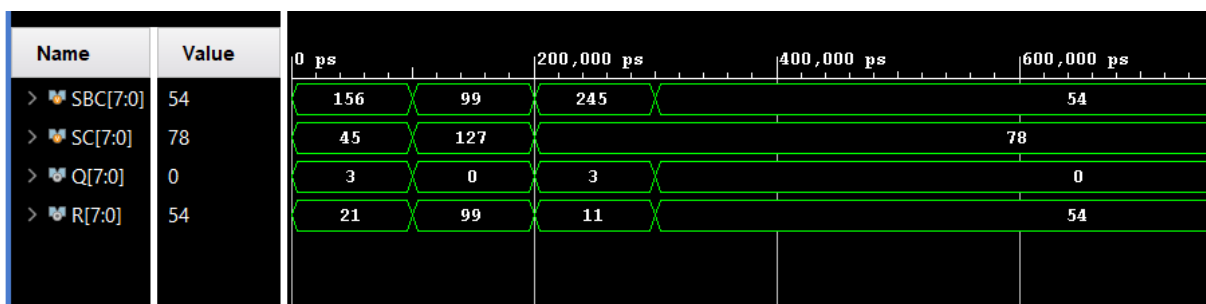 Name Value 0 ps 200,000 ps 400,000 ps 600,000 ps
SBC[7:0] 54 156 99 245 54
SC[7:0] 78 45 127 78
Q[7:0] 0 3 0 3 0
R[7:0] 54 21 99 11 54